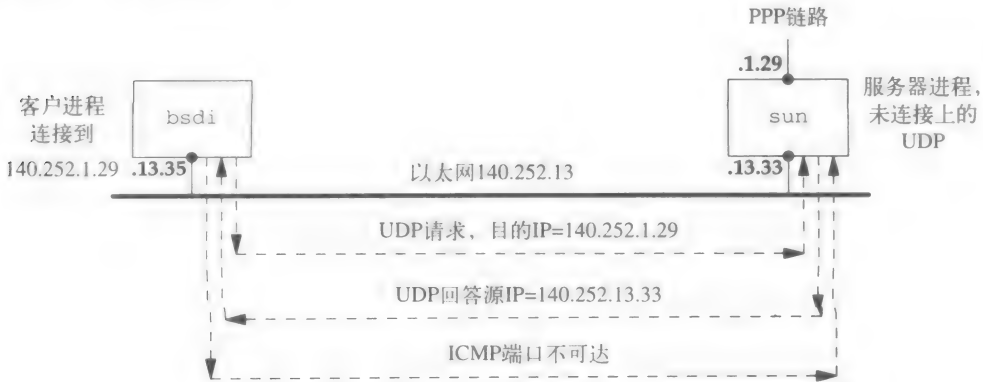 PPP链路
.1.29
客户进程
连接到
140.252.1.29
bsdi
.13.35
sun
服务器进程，
未连接上的
UDP
.13.33
以太网140.252.13
UDP请求，目的IP=140.252.1.29
UDP回答源IP=140.252.13.33
ICMP端口不可达